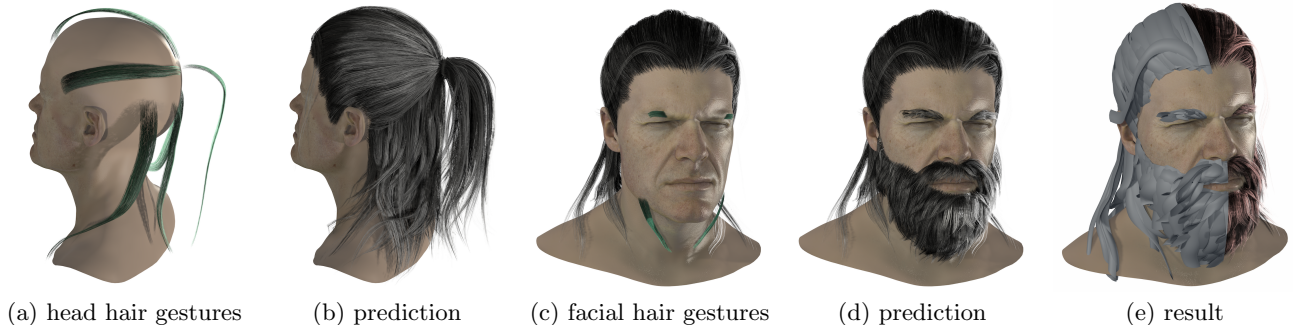 (a) head hair gestures
(b) prediction
(c) facial hair gestures
(d) prediction
(e) result